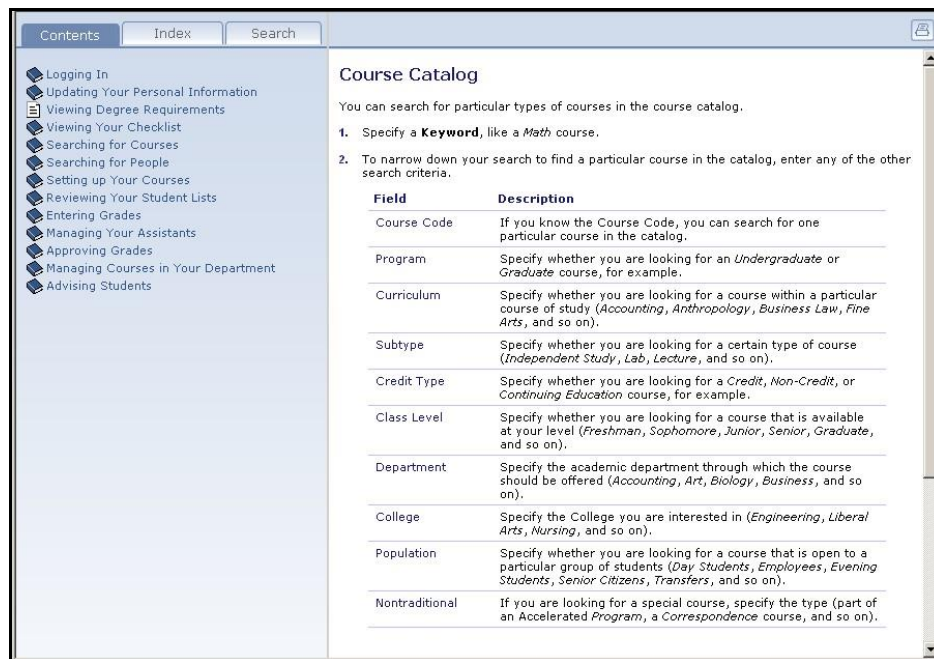 Contents
Index
Search
Logging In
Updating Your Personal Information
Viewing Degree Requirements
Viewing Your Checklist
Searching for Courses
Searching for People
Setting up Your Courses
Reviewing Your Student Lists
Entering Grades
Managing Your Assistants
Approving Grades
Managing Courses in Your Department
Advising Students
Course Catalog
You can search for particular types of courses in the course catalog.
1. Specify a Keyword, like a Math course.
2. To narrow down your search to find a particular course in the catalog, enter any of the other
search criteria.
Field Description
Course Code If you know the Course Code, you can search for one
particular course in the catalog.
Program Specify whether you are looking for an Undergraduate or
Graduate course, for example.
Curriculum Specify whether you are looking for a course within a particular
course of study (Accounting, Anthropology, Business Law, Fine
Arts, and so on).
Subtype Specify whether you are looking for a certain type of course
(Independent Study, Lab, Lecture, and so on).
Credit Type Specify whether you are looking for a Credit, Non-Credit, or
Continuing Education course, for example.
Class Level Specify whether you are looking for a course that is available
at your level (Freshman, Sophomore, Junior, Senior, Graduate,
and so on).
Department Specify the academic department through which the course
should be offered (Accounting, Art, Biology, Business, and so
on).
College Specify the College you are interested in (Engineering, Liberal
Arts, Nursing, and so on).
Population Specify whether you are looking for a course that is open to a
particular group of students (Day Students, Employees, Evening
Students, Senior Citizens, Transfers, and so on).
Nontraditional If you are looking for a special course, specify the type (part of
an Accelerated Program, a Correspondence course, and so on).